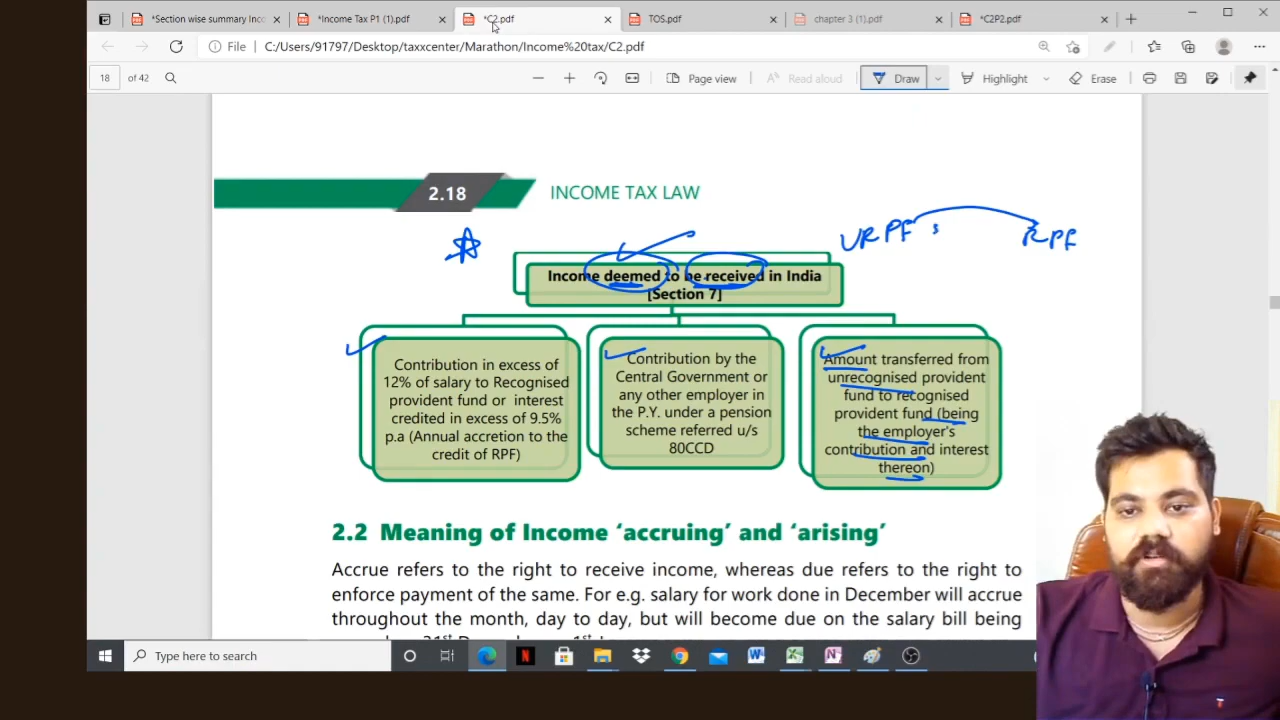 *Section wise summary Inc
*Income Tax P1 (1).pdf
*C2.pdf
TOS.pdf
chapter 3 (1).pdf
*C2P2.pdf
File
C:/Users/91797/Desktop/taxxcenter/Marathon/Income%20tax/C2.pdf
18 of 42
Page view
Read aloud
Draw
Highlight
Erase
2.18 INCOME TAX LAW
URPF
RPF
Income deemed to be received in India
[Section 7]
Contribution in excess of
12% of salary to Recognised
provident fund or interest
credited in excess of 9.5%
p.a (Annual accretion to the
credit of RPF)
Contribution by the
Central Government or
any other employer in
the P.Y. under a pension
scheme referred u/s
80CCD
Amount transferred from
unrecognised provident
fund to recognised
provident fund (being
the employer's
contribution and interest
thereon)
2.2 Meaning of Income ‘accruing’ and ‘arising’
Accrue refers to the right to receive income, whereas due refers to the right to
enforce payment of the same. For e.g. salary for work done in December will accrue
throughout the month, day to day, but will become due on the salary bill being
Type here to search